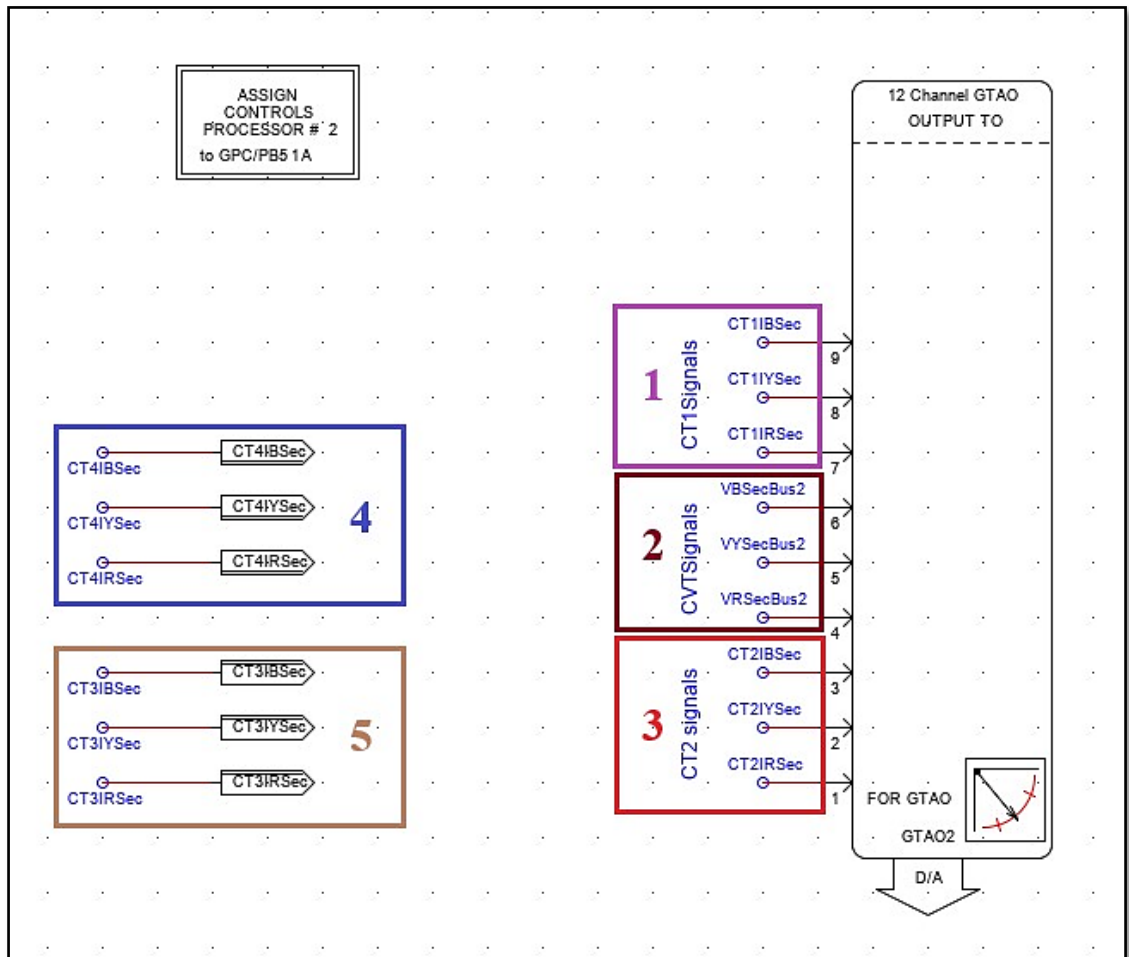 ASSIGN
CONTROLS
PROCESSOR # 2
to GPC/PB5 1A
12 Channel GTAO
OUTPUT TO
CT1IBSec
9
CT1IYSec
8
CT1IRSec
7
CT1Signals
1
VBSecBus2
6
VYSecBus2
5
VRSecBus2
4
CVTSignals
2
CT2IBSec
3
CT2IYSec
2
CT2IRSec
1
CT2 signals
3
CT4IBSec
CT4IBSec
CT4IYSec
CT4IYSec
CT4IRSec
CT4IRSec
4
CT3IBSec
CT3IBSec
CT3IYSec
CT3IYSec
CT3IRSec
CT3IRSec
5
FOR GTAO
GTAO2
D/A